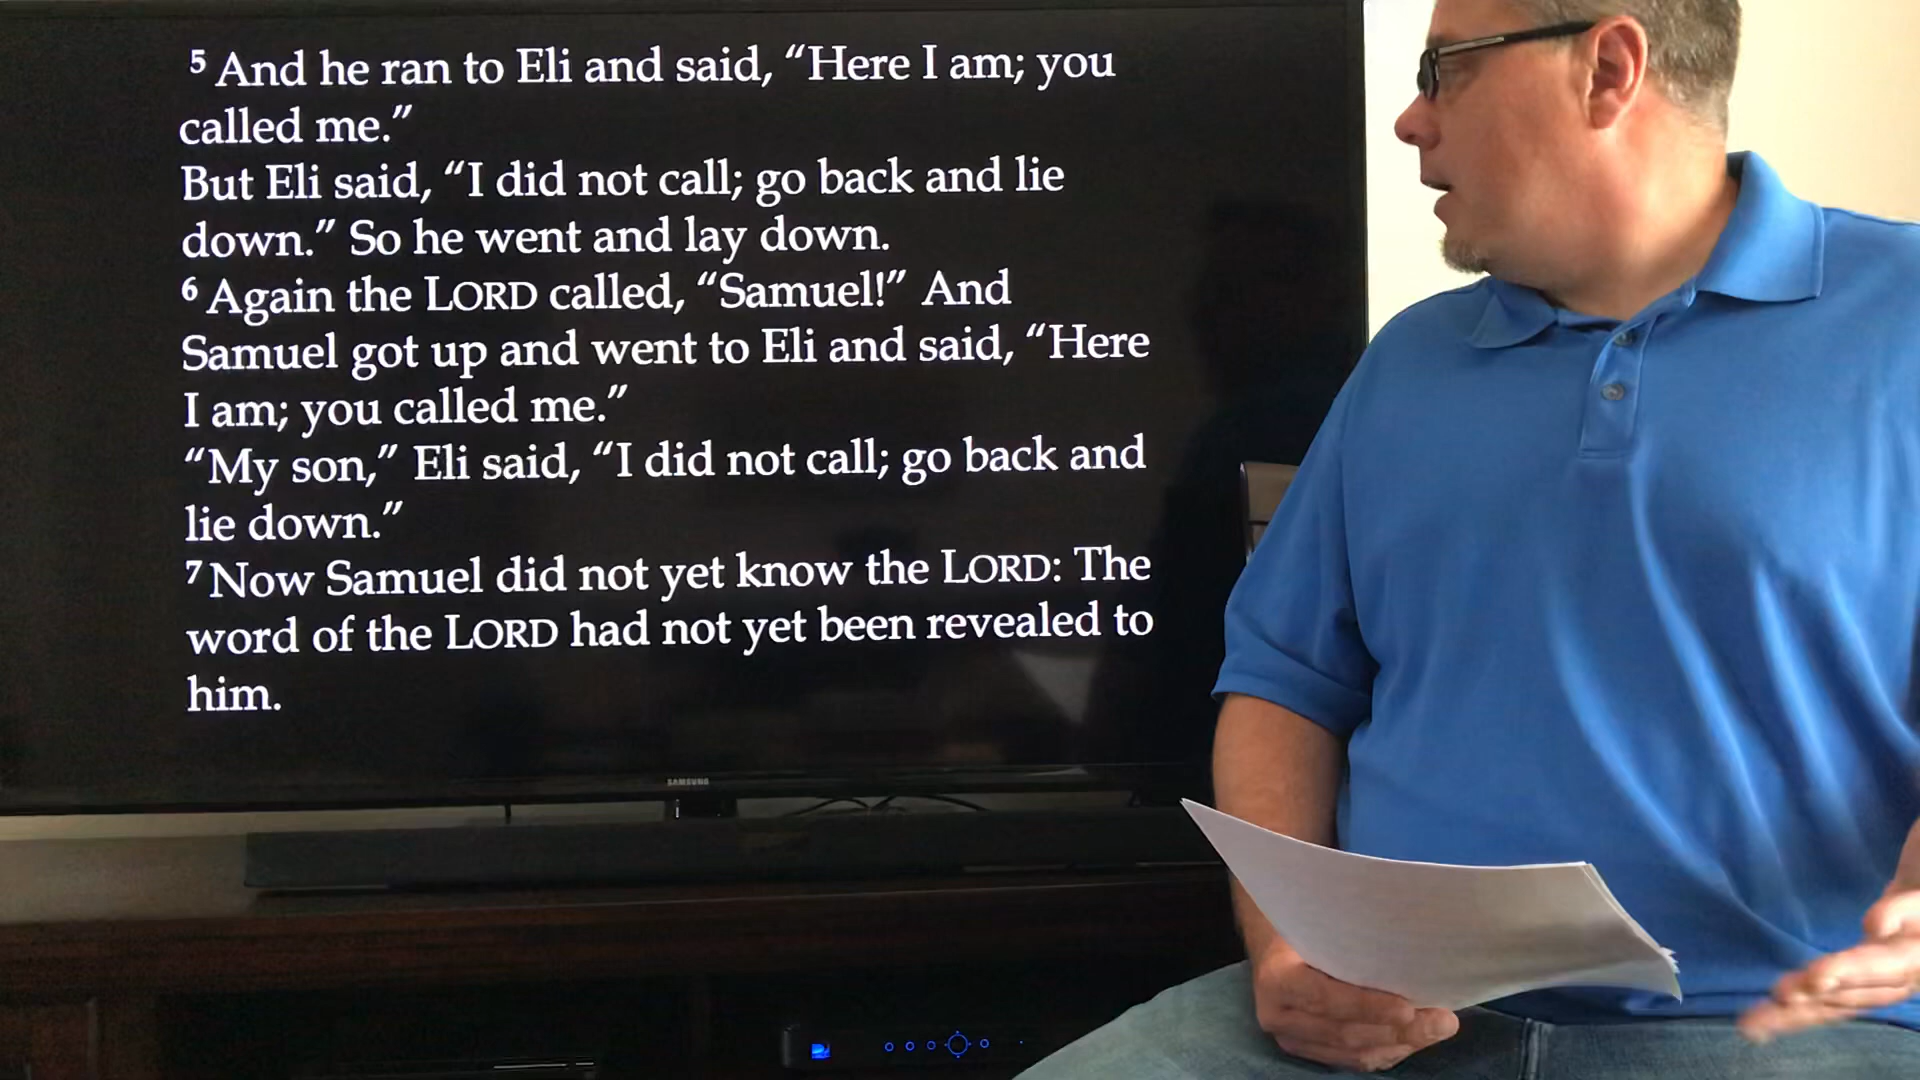 ⁵ And he ran to Eli and said, “Here I am; you
called me.”
But Eli said, “I did not call; go back and lie
down.” So he went and lay down.
⁶ Again the LORD called, “Samuel!” And
Samuel got up and went to Eli and said, “Here
I am; you called me.”
“My son,” Eli said, “I did not call; go back and
lie down.”
⁷ Now Samuel did not yet know the LORD: The
word of the LORD had not yet been revealed to
him.
SAMSUNG